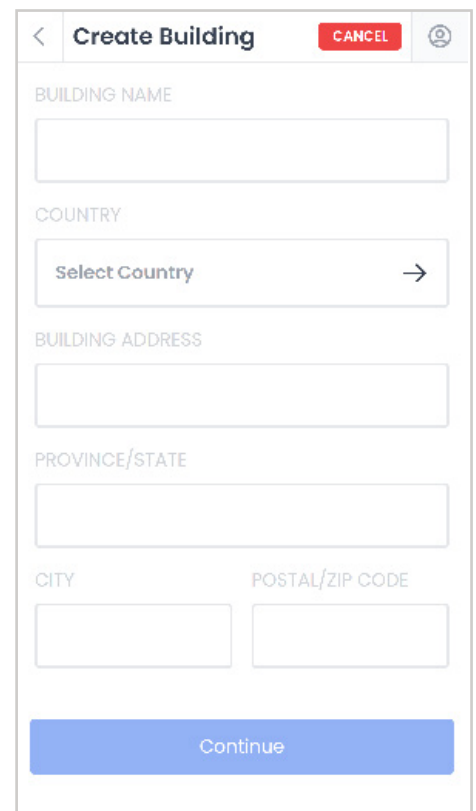 Create Building CANCEL
BUILDING NAME
COUNTRY
Select Country
BUILDING ADDRESS
PROVINCE/STATE
CITY POSTAL/ZIP CODE
Continue